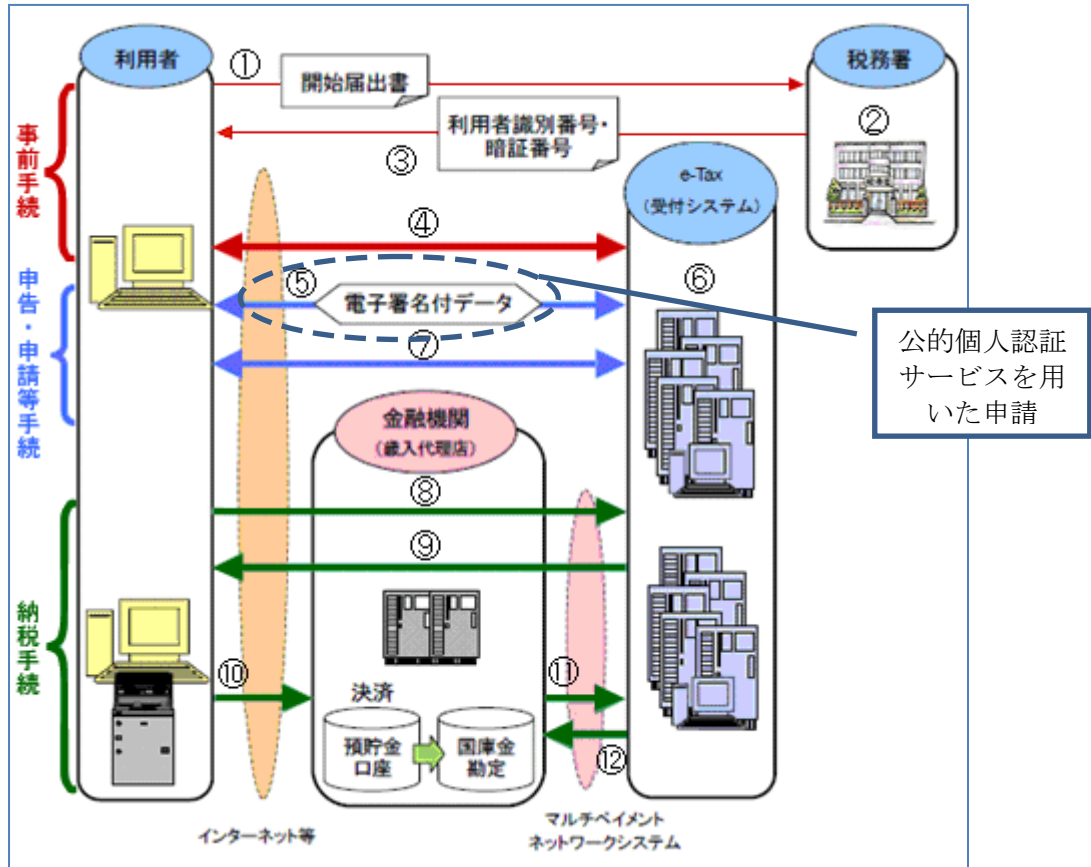 利用者
税務署
①
開始届出書
利用者識別番号・
暗証番号
②
③
事前手続
e-Tax
(受付システム)
④
⑤
電子署名付データ
⑥
⑦
申告・申請等手続
公的個人認証
サービスを用
いた申請
金融機関
(歳入代理店)
⑧
⑨
納税手続
⑩
⑪
決済
預貯金
口座
国庫金
勘定
⑫
インターネット等
マルチペイメント
ネットワークシステム